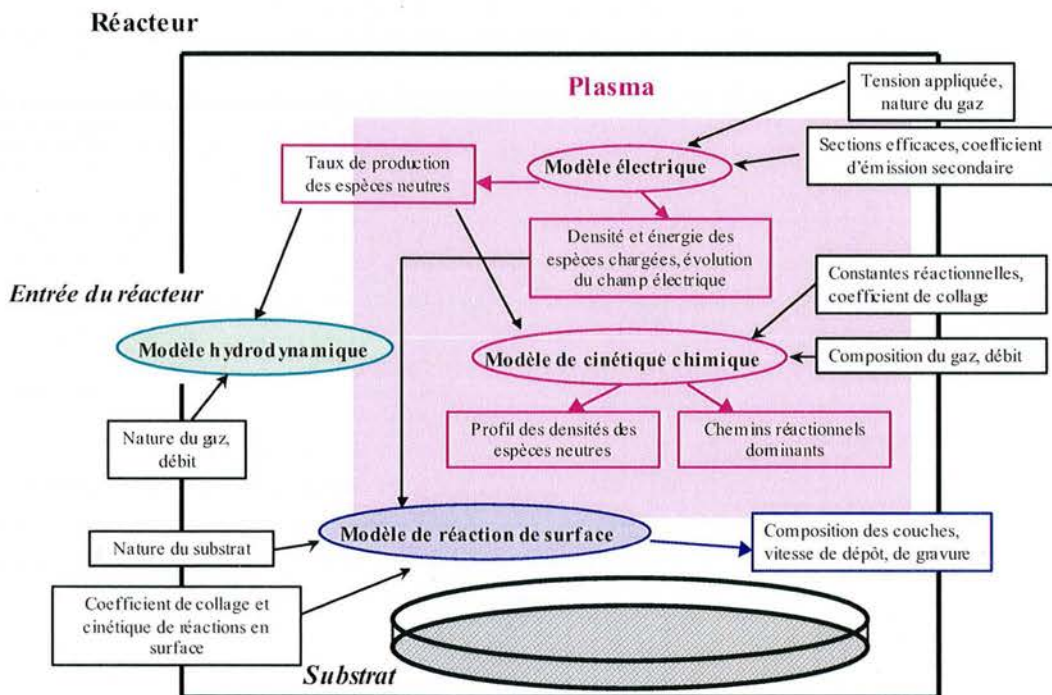 Réacteur
Plasma
Tension appliquée,
nature du gaz
Sections efficaces, coefficient
d'émission secondaire
Modèle électrique
Taux de production
des espèces neutres
Densité et énergie des
espèces chargées, évolution
du champ électrique
Constantes réactionnelles,
coefficient de collage
Entrée du réacteur
Modèle hydrodynamique
Modèle de cinétique chimique
Composition du gaz, débit
Nature du gaz,
débit
Profil des densités des
espèces neutres
Chemins réactionnels
dominants
Modèle de réaction de surface
Composition des couches,
vitesse de dépôt, de gravure
Nature du substrat
Coefficient de collage et
cinétique de réactions en
surface
Substrat